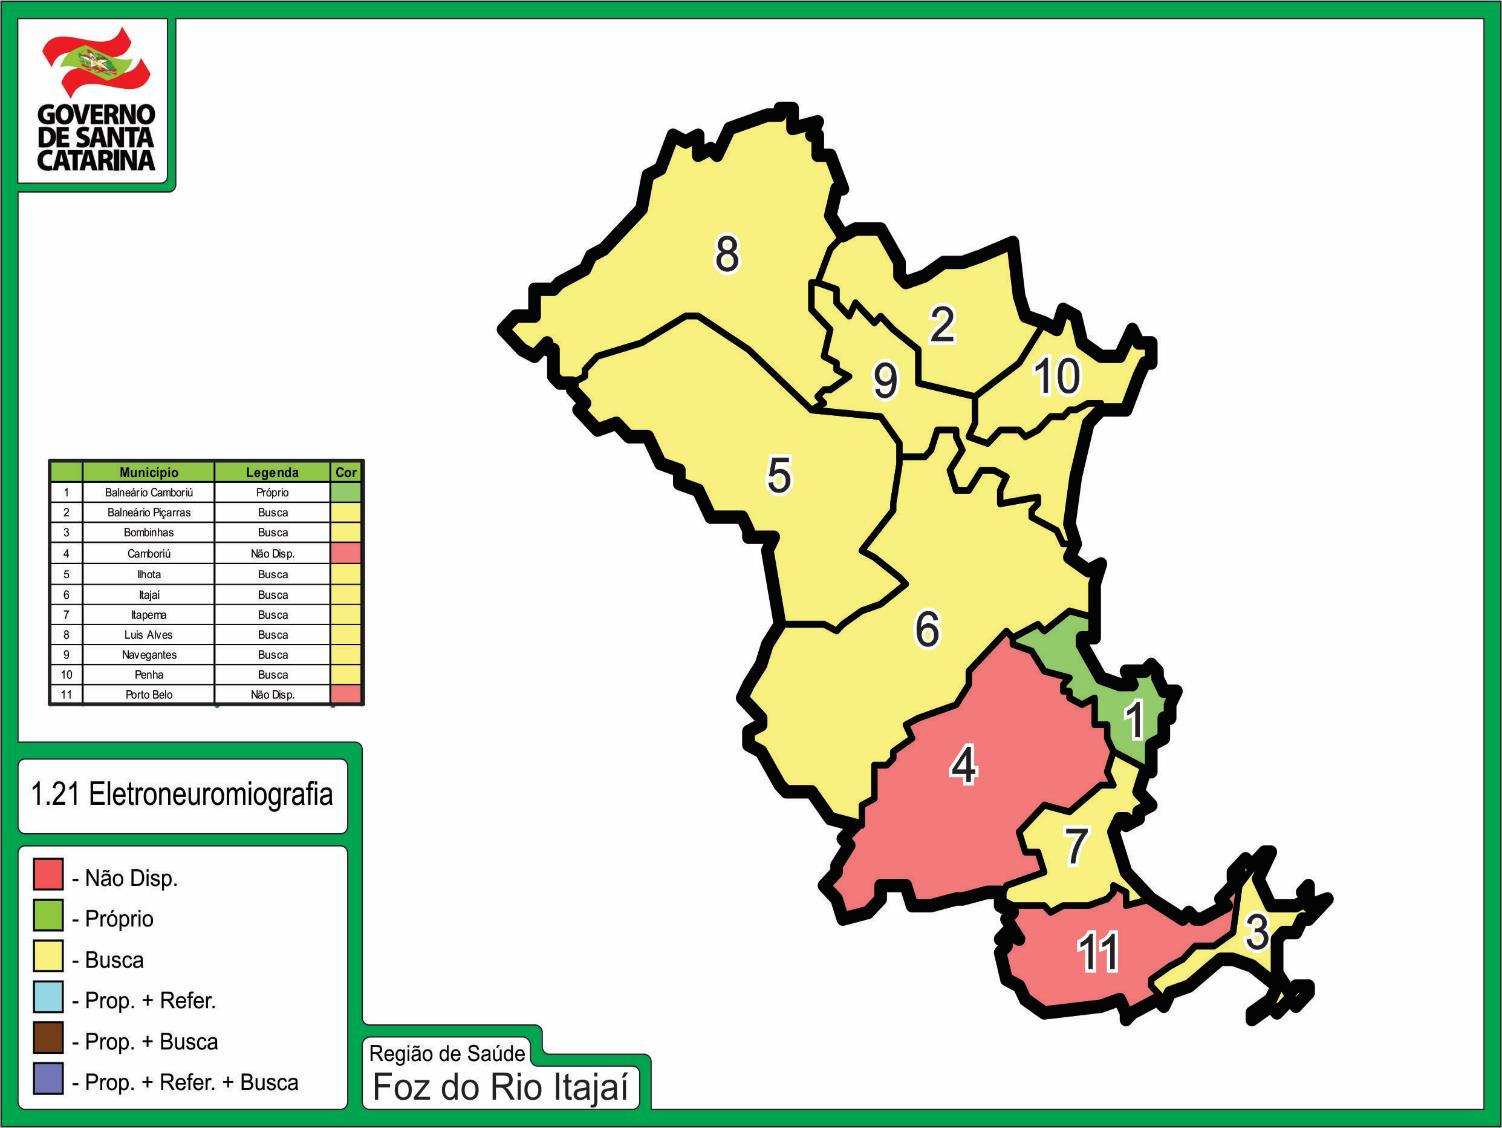 GOVERNO
DE SANTA
CATARINA
8
2
10
9
5
6
1
4
7
3
11
Município Legenda Cor
1 Balneário Camboriú Próprio
2 Balneário Piçarras Busca
3 Bombinhas Busca
4 Camboriú Não Disp.
5 Ilhota Busca
6 Itajaí Busca
7 Itapema Busca
8 Luis Alves Busca
9 Navegantes Busca
10 Penha Busca
11 Porto Belo Não Disp.
1.21 Eletroneuromiografia
- Não Disp.
- Próprio
- Busca
- Prop. + Refer.
- Prop. + Busca
- Prop. + Refer. + Busca
Região de Saúde
Foz do Rio Itajaí